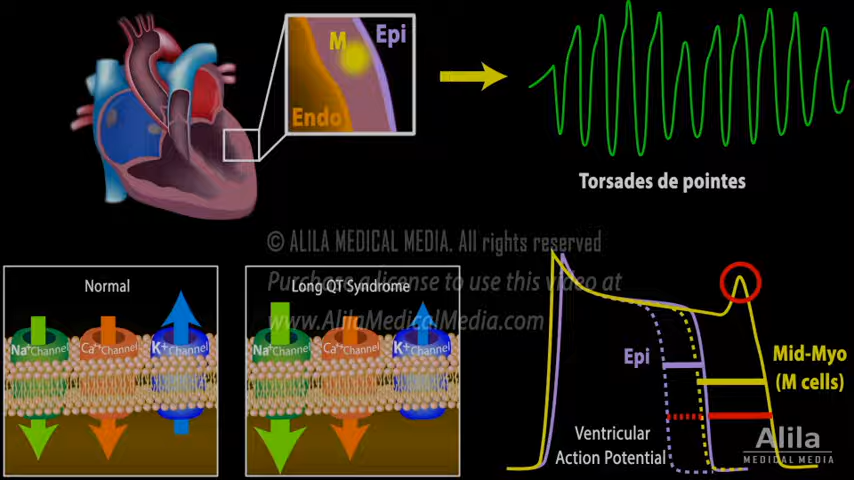 M
Epi
Endo
Torsades de pointes
© ALILA MEDICAL MEDIA. All rights reserved
Purchase a license to use this video at
www.AlilaMedicalMedia.com
Normal
Na⁺Channel
Ca²⁺Channel
K⁺Channel
Long QT Syndrome
Na⁺Channel
Ca²⁺Channel
K⁺Channel
Epi
Mid-Myo
(M cells)
Ventricular
Action Potential
Alila
MEDICAL MEDIA